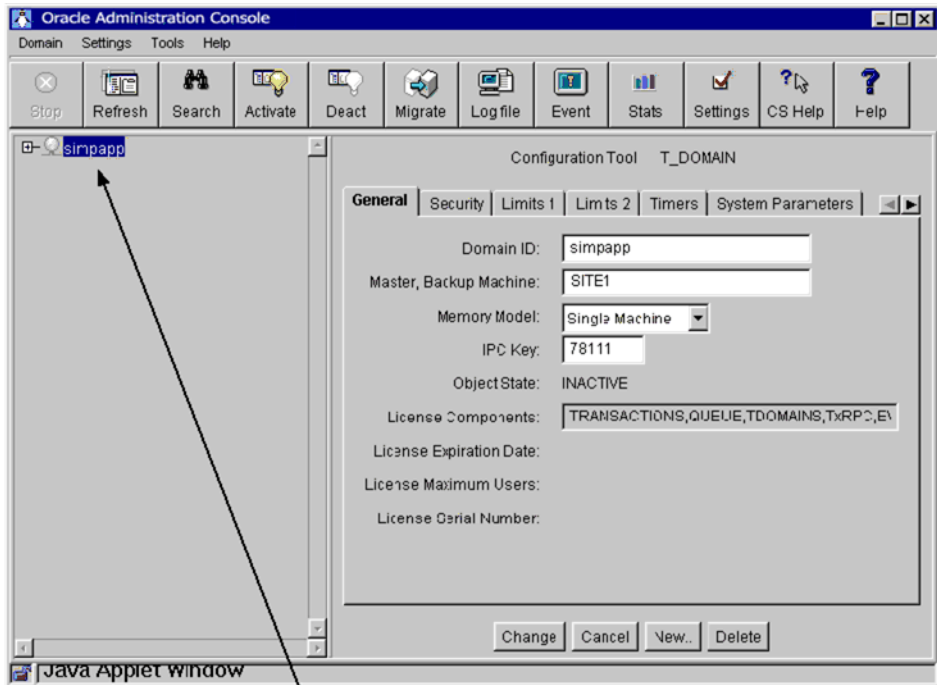 Oracle Administration Console
Domain Settings Tools Help
Stop Refresh Search Activate Deact Migrate Logfile Event Stats Settings CS Help Help
simpapp
Configuration Tool T_DOMAIN
General Security Limits 1 Limits 2 Timers System Parameters
Domain ID: simpapp
Master, Backup Machine: SITE1
Memory Model: Single Machine
IPC Key: 78111
Object State: INACTIVE
License Components: TRANSACTIONS,QUEUE,TDOMAINS,TxRPC,EV
License Expiration Date:
License Maximum Users:
License Serial Number:
Change Cancel New.. Delete
Java Applet Window